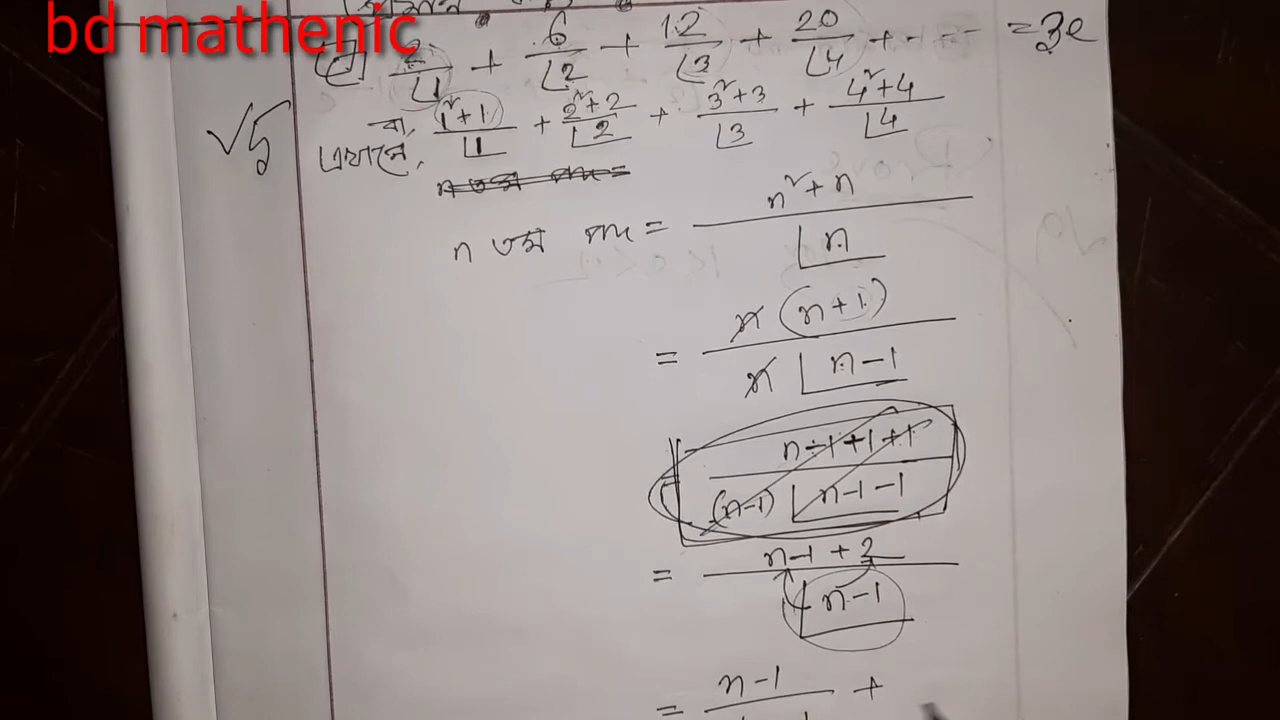 bd mathenic
2/⌊1 + 6/⌊2 + 12/⌊3 + 20/⌊4 + - - - = 3e
√5 বা, (1²+1)/⌊1 + (2²+2)/⌊2 + (3²+3)/⌊3 + (4²+4)/⌊4
এখানে,
n তম পদ = (n²+n)/⌊n
= n(n+1)/n⌊n-1
= (n-1+1+1)/(n-1)⌊n-1-1
= (n-1+2)/⌊n-1
= n-1 +